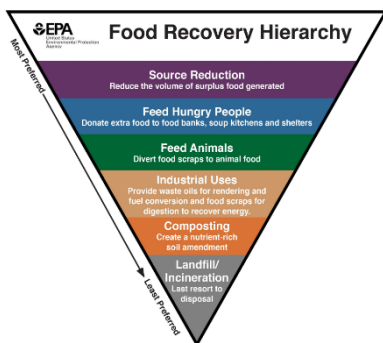 EPA
United States
Environmental Protection
Agency
Food Recovery Hierarchy
Most Preferred
Source Reduction
Reduce the volume of surplus food generated
Feed Hungry People
Donate extra food to food banks, soup kitchens and shelters
Feed Animals
Divert food scraps to animal food
Industrial Uses
Provide waste oils for rendering and
fuel conversion and food scraps for
digestion to recover energy.
Composting
Create a nutrient-rich
soil amendment
Landfill/
Incineration
Last resort to
disposal
Least Preferred